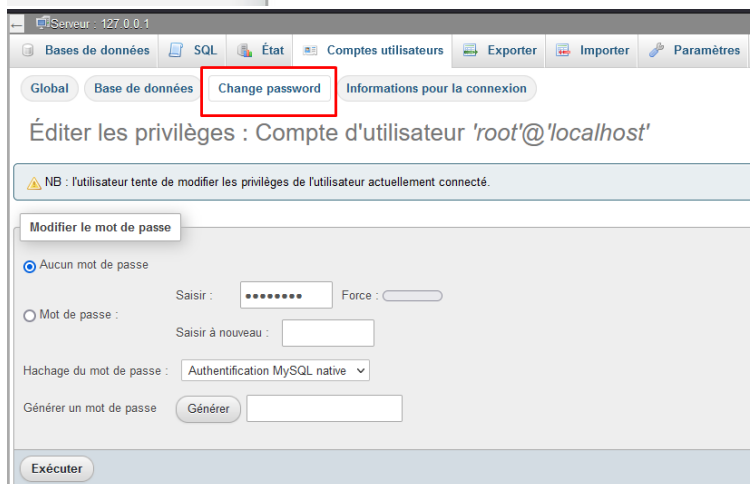 Serveur : 127.0.0.1
Bases de données SQL État Comptes utilisateurs Exporter Importer Paramètres
Global Base de données Change password Informations pour la connexion
Éditer les privilèges : Compte d'utilisateur 'root'@'localhost'
NB : l'utilisateur tente de modifier les privilèges de l'utilisateur actuellement connecté.
Modifier le mot de passe
Aucun mot de passe
Saisir : •••••••• Force :
Mot de passe :
Saisir à nouveau :
Hachage du mot de passe : Authentification MySQL native
Générer un mot de passe Générer
Exécuter